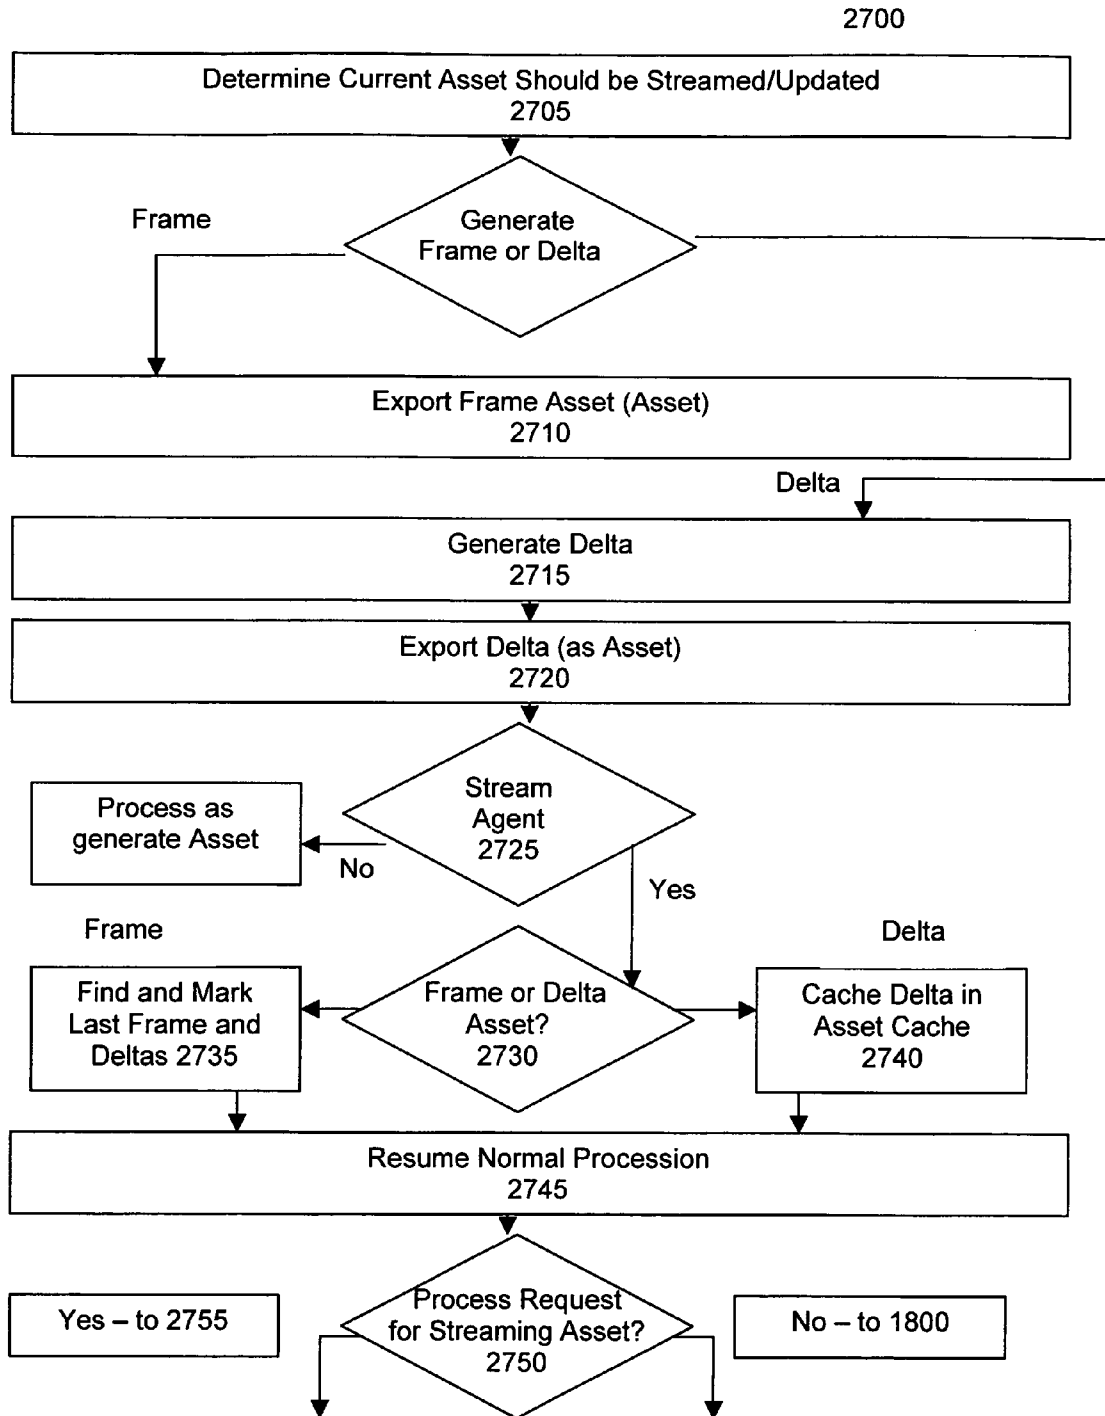 2700
Determine Current Asset Should be Streamed/Updated
2705
Frame
Generate
Frame or Delta
Export Frame Asset (Asset)
2710
Delta
Generate Delta
2715
Export Delta (as Asset)
2720
Process as
generate Asset
Stream
Agent
2725
No
Yes
Frame
Delta
Find and Mark
Last Frame and
Deltas 2735
Frame or Delta
Asset?
2730
Cache Delta in
Asset Cache
2740
Resume Normal Procession
2745
Yes – to 2755
Process Request
for Streaming Asset?
2750
No – to 1800